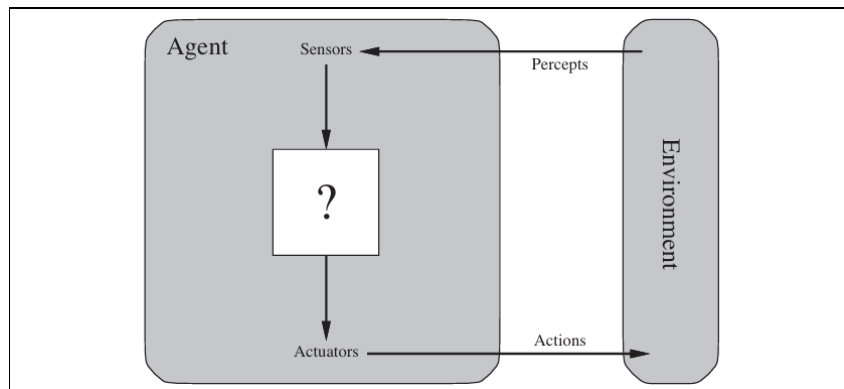 Agent
Sensors
Percepts
Environment
?
Actuators
Actions